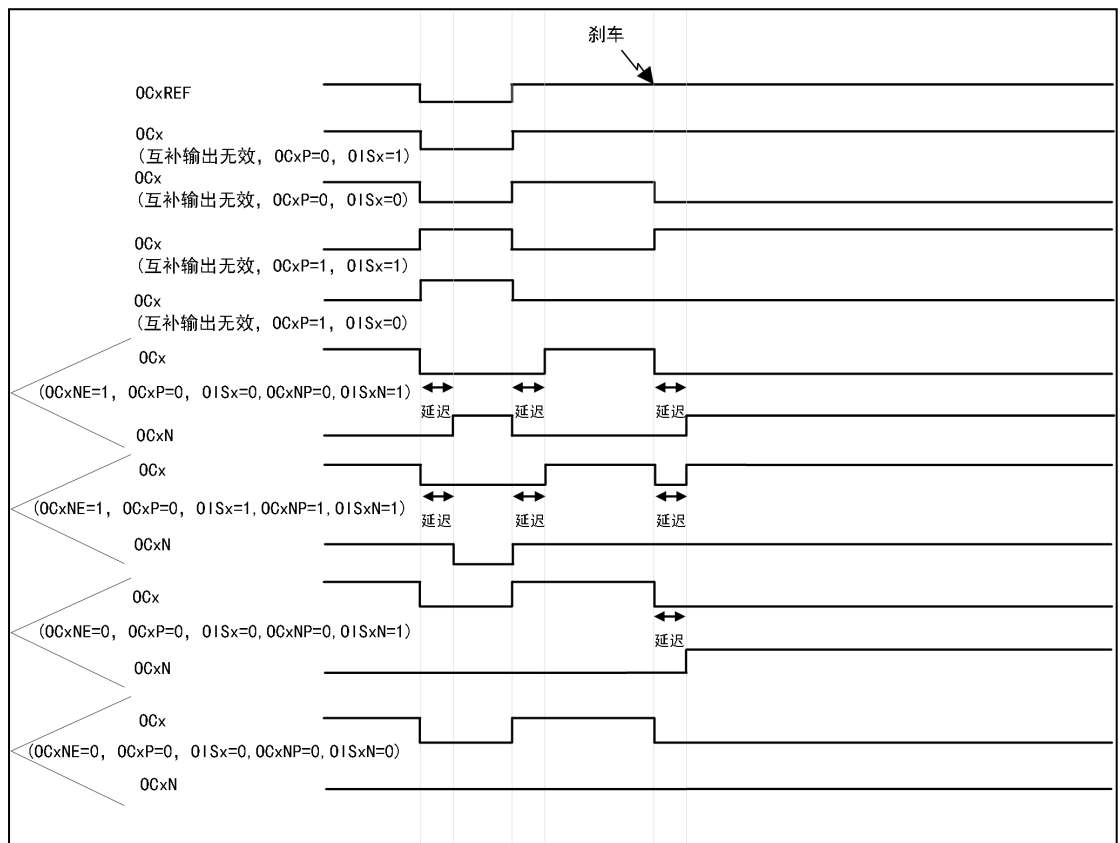 刹车
OCxREF
OCx
(互补输出无效, OCxP=0, OISx=1)
OCx
(互补输出无效, OCxP=0, OISx=0)
OCx
(互补输出无效, OCxP=1, OISx=1)
OCx
(互补输出无效, OCxP=1, OISx=0)
OCx
(OCxNE=1, OCxP=0, OISx=0,OCxNP=0,OISxN=1)
延迟 延迟 延迟
OCxN
OCx
(OCxNE=1, OCxP=0, OISx=1,OCxNP=1,OISxN=1)
延迟 延迟 延迟
OCxN
OCx
(OCxNE=0, OCxP=0, OISx=0,OCxNP=0,OISxN=1)
延迟
OCxN
OCx
(OCxNE=0, OCxP=0, OISx=0,OCxNP=0,OISxN=0)
OCxN